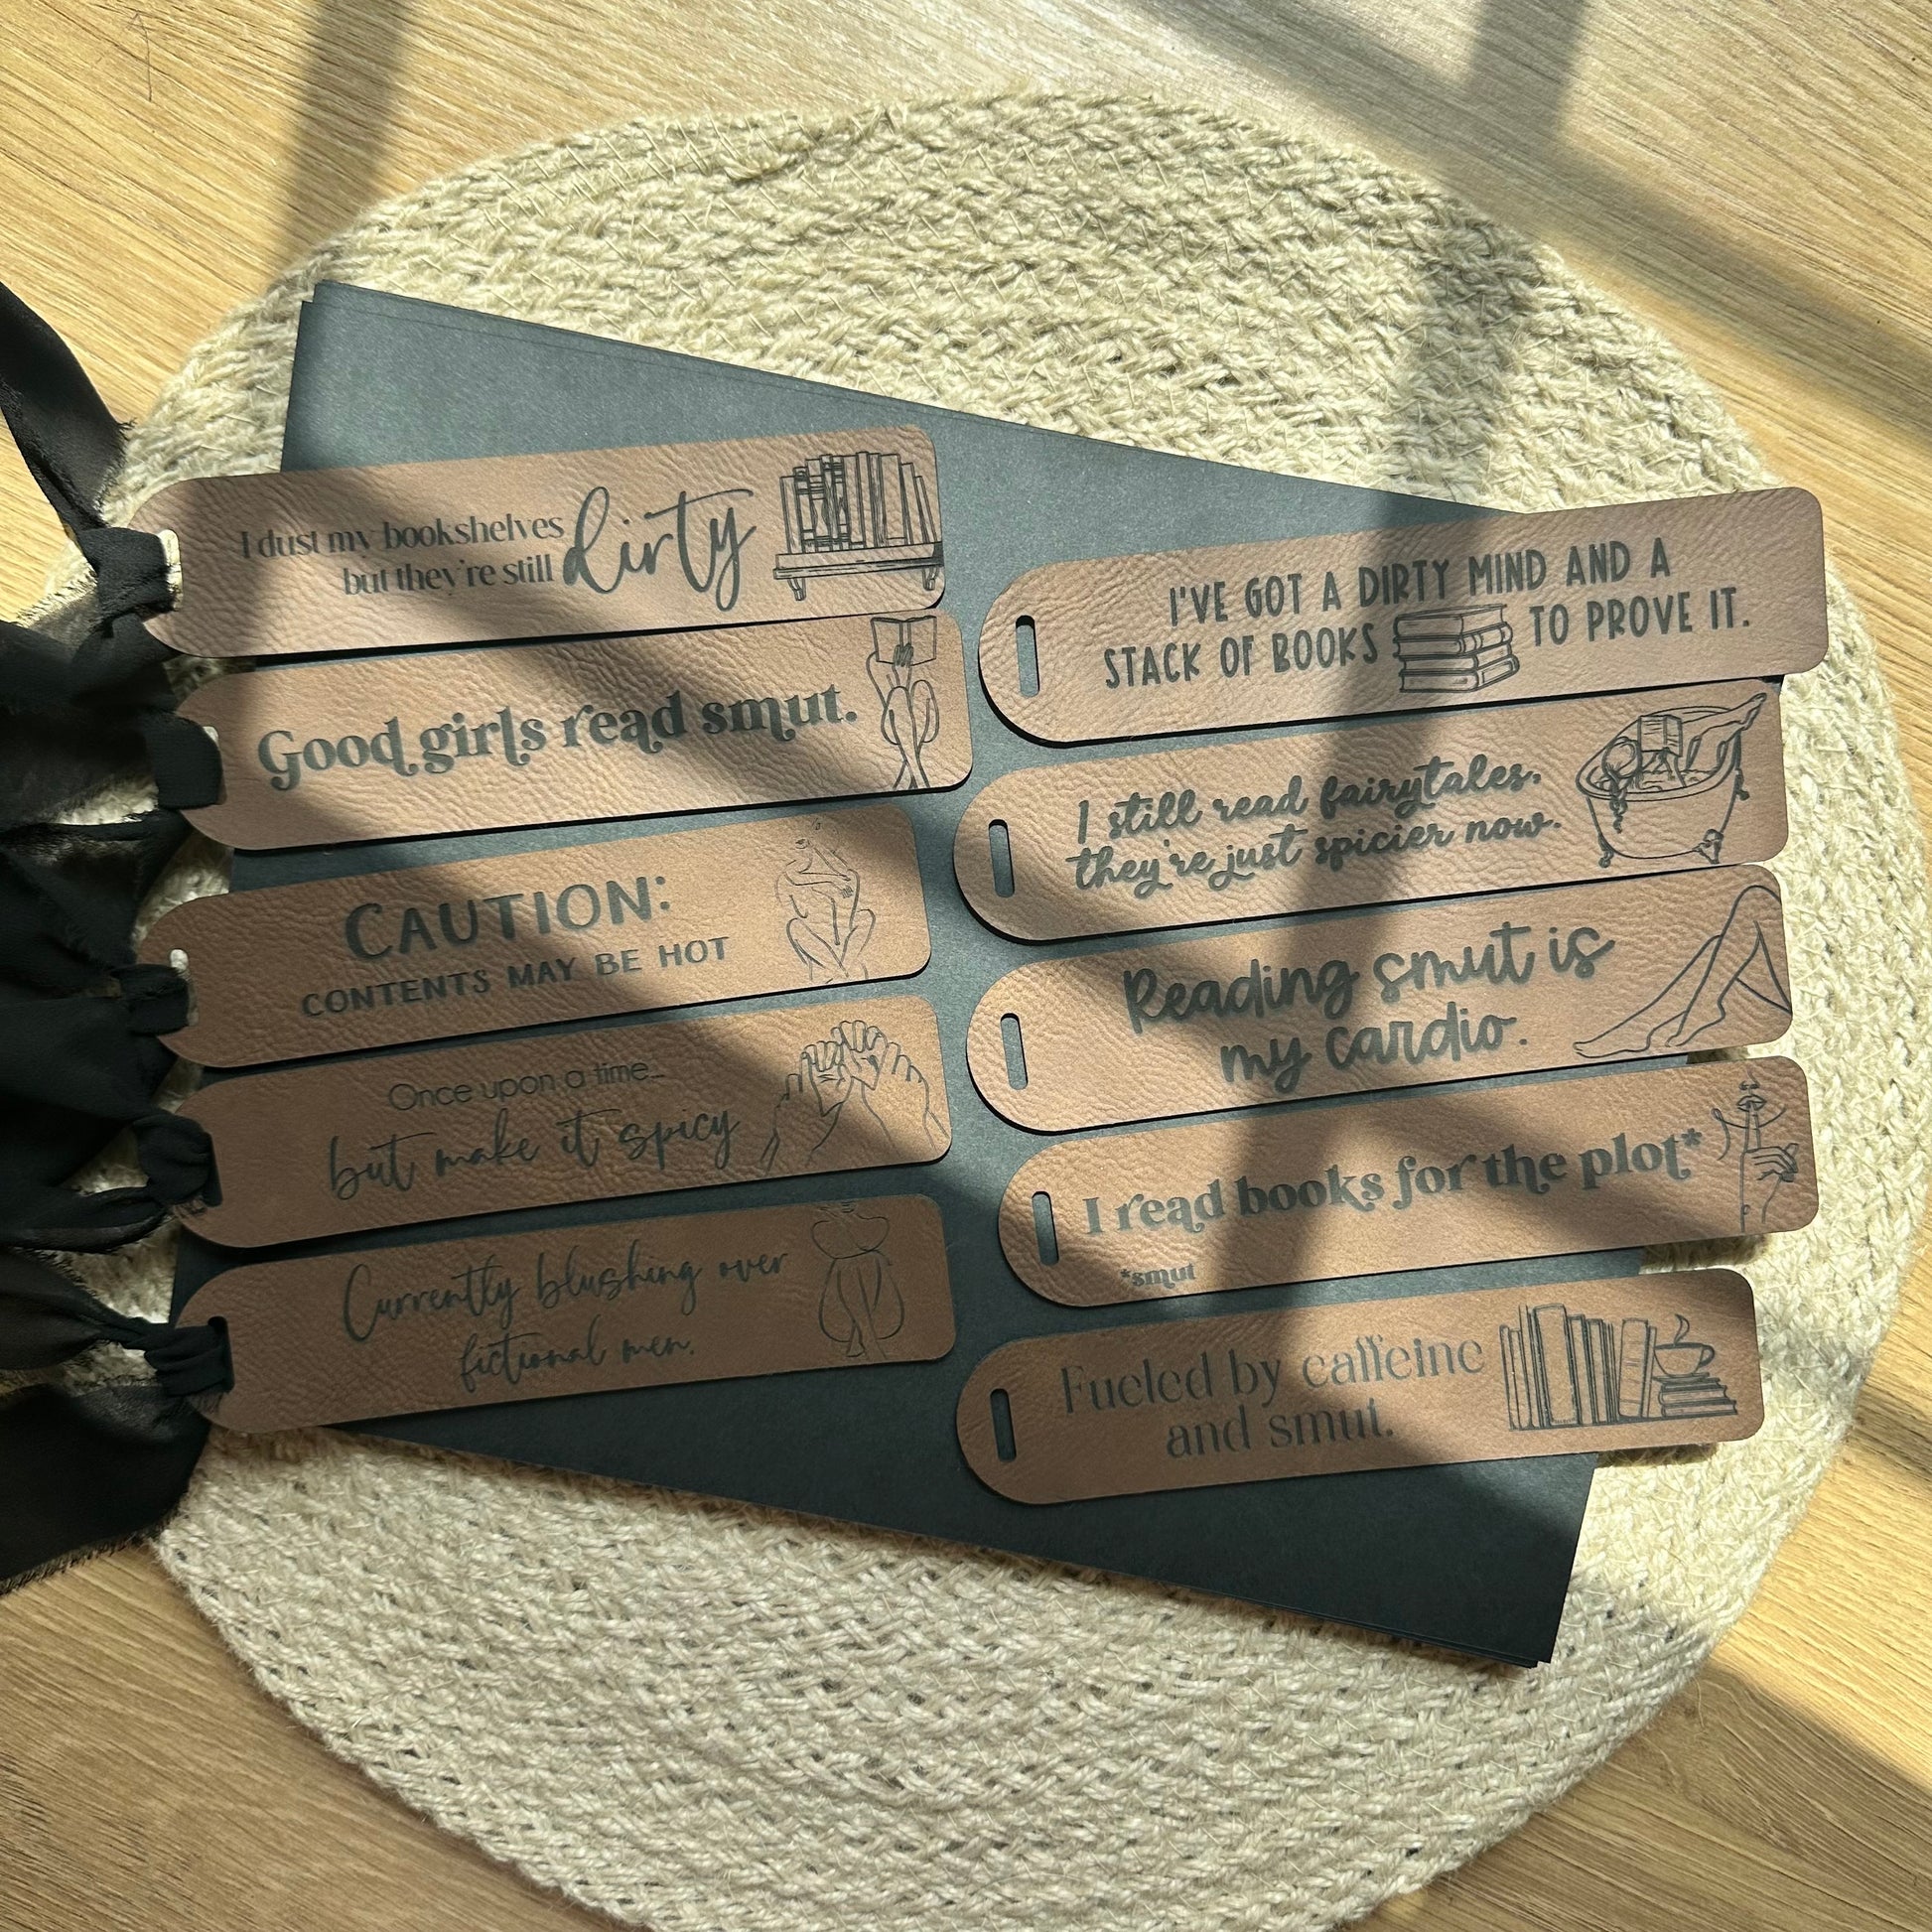 I dust my bookshelves
but they're still dirty
Good girls read smut.
CAUTION:
CONTENTS MAY BE HOT
Once upon a time...
but make it spicy
Currently blushing over
fictional men.
I'VE GOT A DIRTY MIND AND A
STACK OF BOOKS TO PROVE IT.
I still read fairytales,
they're just spicier now.
Reading smut is
my cardio.
I read books for the plot*
*smut
Fueled by caffeine
and smut.